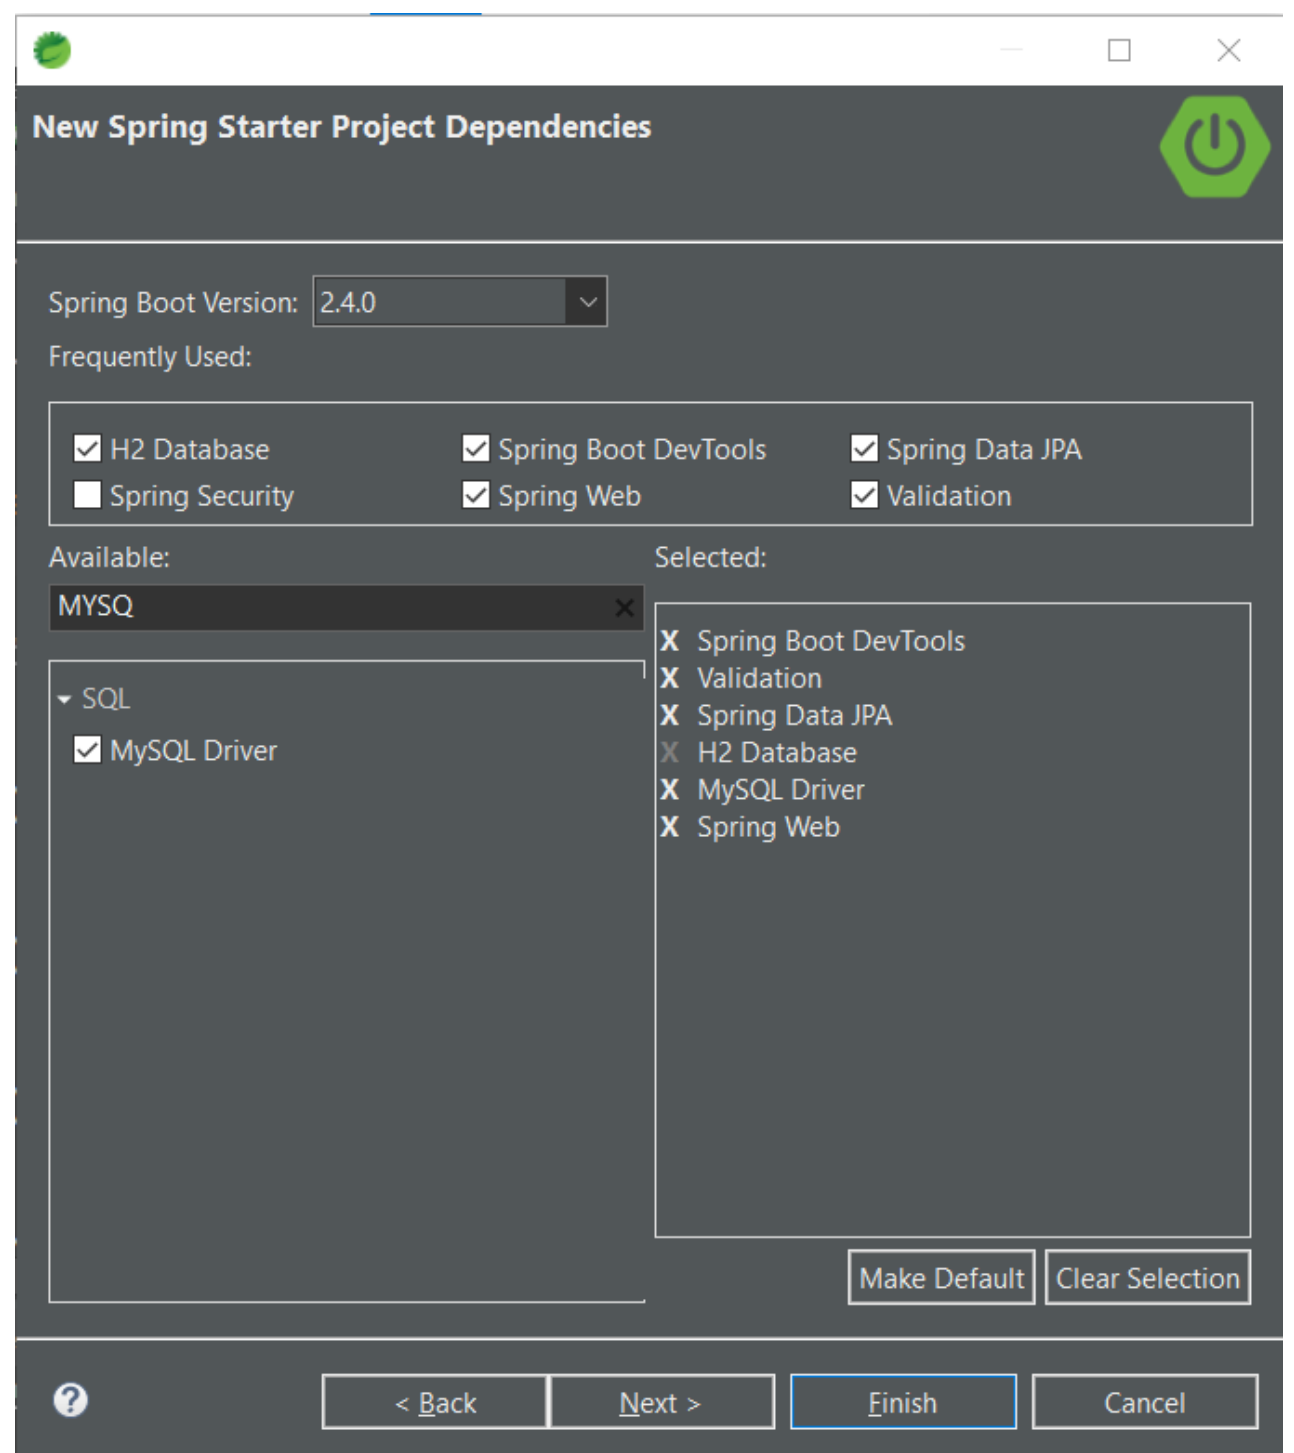 New Spring Starter Project Dependencies
Spring Boot Version: 2.4.0
Frequently Used:
H2 Database Spring Boot DevTools Spring Data JPA
Spring Security Spring Web Validation
Available:
MYSQ
SQL
MySQL Driver
Selected:
X Spring Boot DevTools
X Validation
X Spring Data JPA
X H2 Database
X MySQL Driver
X Spring Web
Make Default Clear Selection
? < Back Next > Finish Cancel